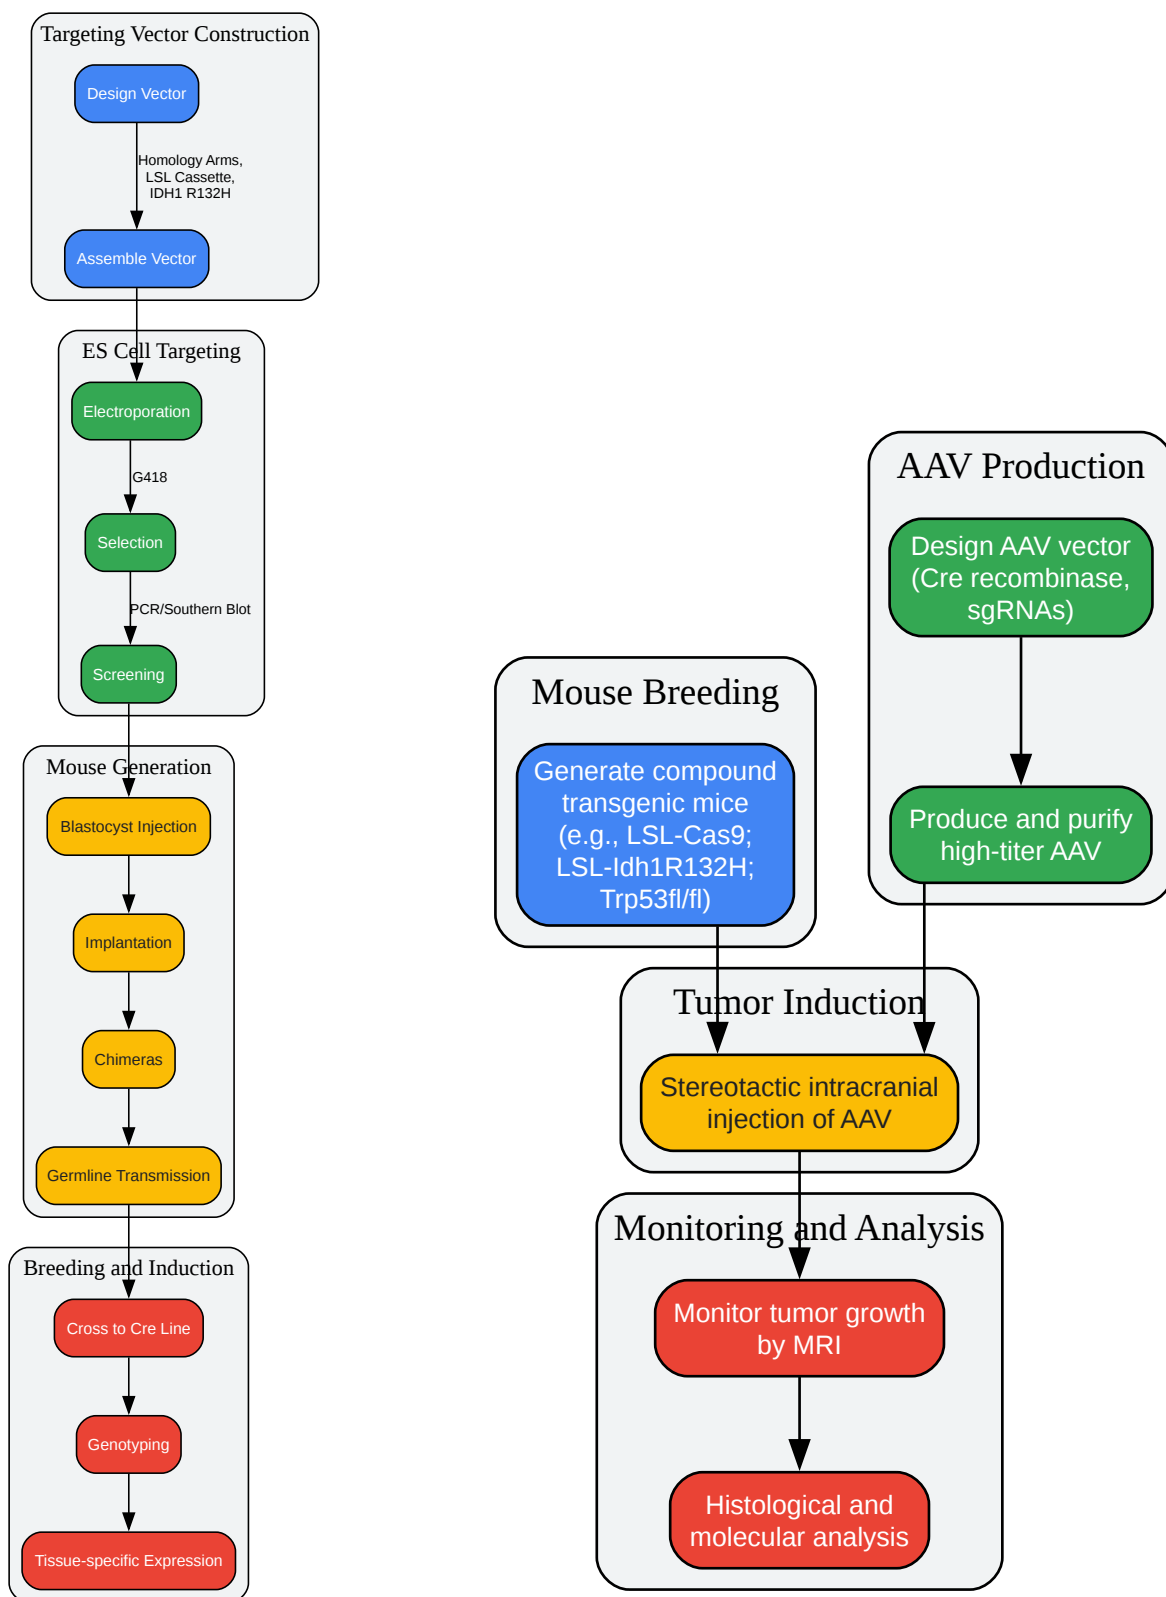 Targeting Vector Construction
Design Vector
Homology Arms,
LSL Cassette,
IDH1 R132H
Assemble Vector
ES Cell Targeting
Electroporation
G418
Selection
PCR/Southern Blot
Screening
Mouse Generation
Blastocyst Injection
Implantation
Chimeras
Germline Transmission
Breeding and Induction
Cross to Cre Line
Genotyping
Tissue-specific Expression
AAV Production
Design AAV vector
(Cre recombinase,
sgRNAs)
Produce and purify
high-titer AAV
Mouse Breeding
Generate compound
transgenic mice
(e.g., LSL-Cas9;
LSL-Idh1R132H;
Trp53fl/fl)
Tumor Induction
Stereotactic intracranial
injection of AAV
Monitoring and Analysis
Monitor tumor growth
by MRI
Histological and
molecular analysis